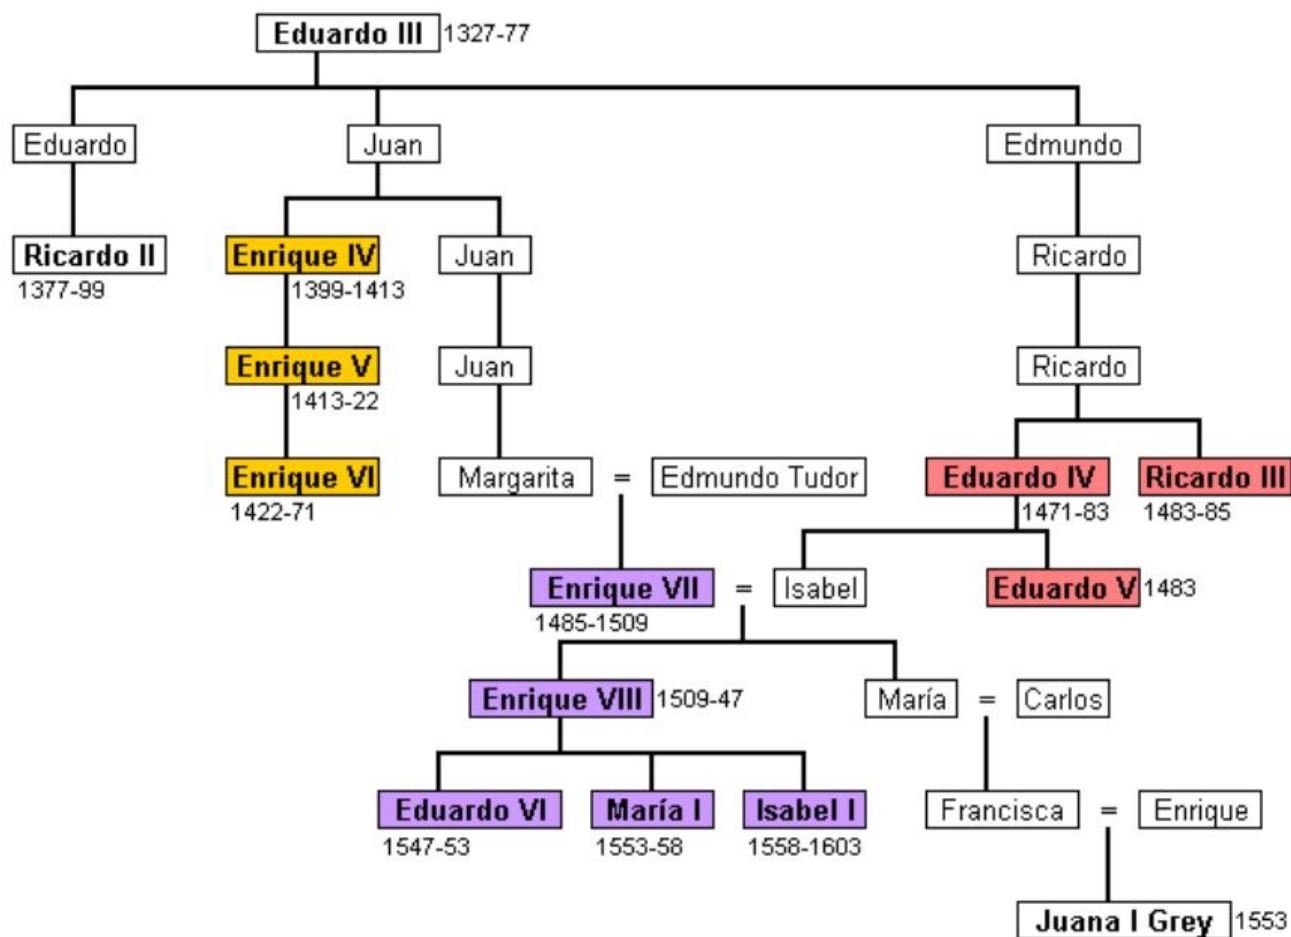 Eduardo III 1327-77
Eduardo Juan Edmundo
Ricardo II Enrique IV Juan Ricardo
1377-99 1399-1413
Enrique V Juan Ricardo
1413-22
Enrique VI Margarita = Edmundo Tudor Eduardo IV Ricardo III
1422-71 1471-83 1483-85
Enrique VII = Isabel Eduardo V 1483
1485-1509
Enrique VIII 1509-47 María = Carlos
Eduardo VI María I Isabel I Francisca = Enrique
1547-53 1553-58 1558-1603
Juana I Grey 1553